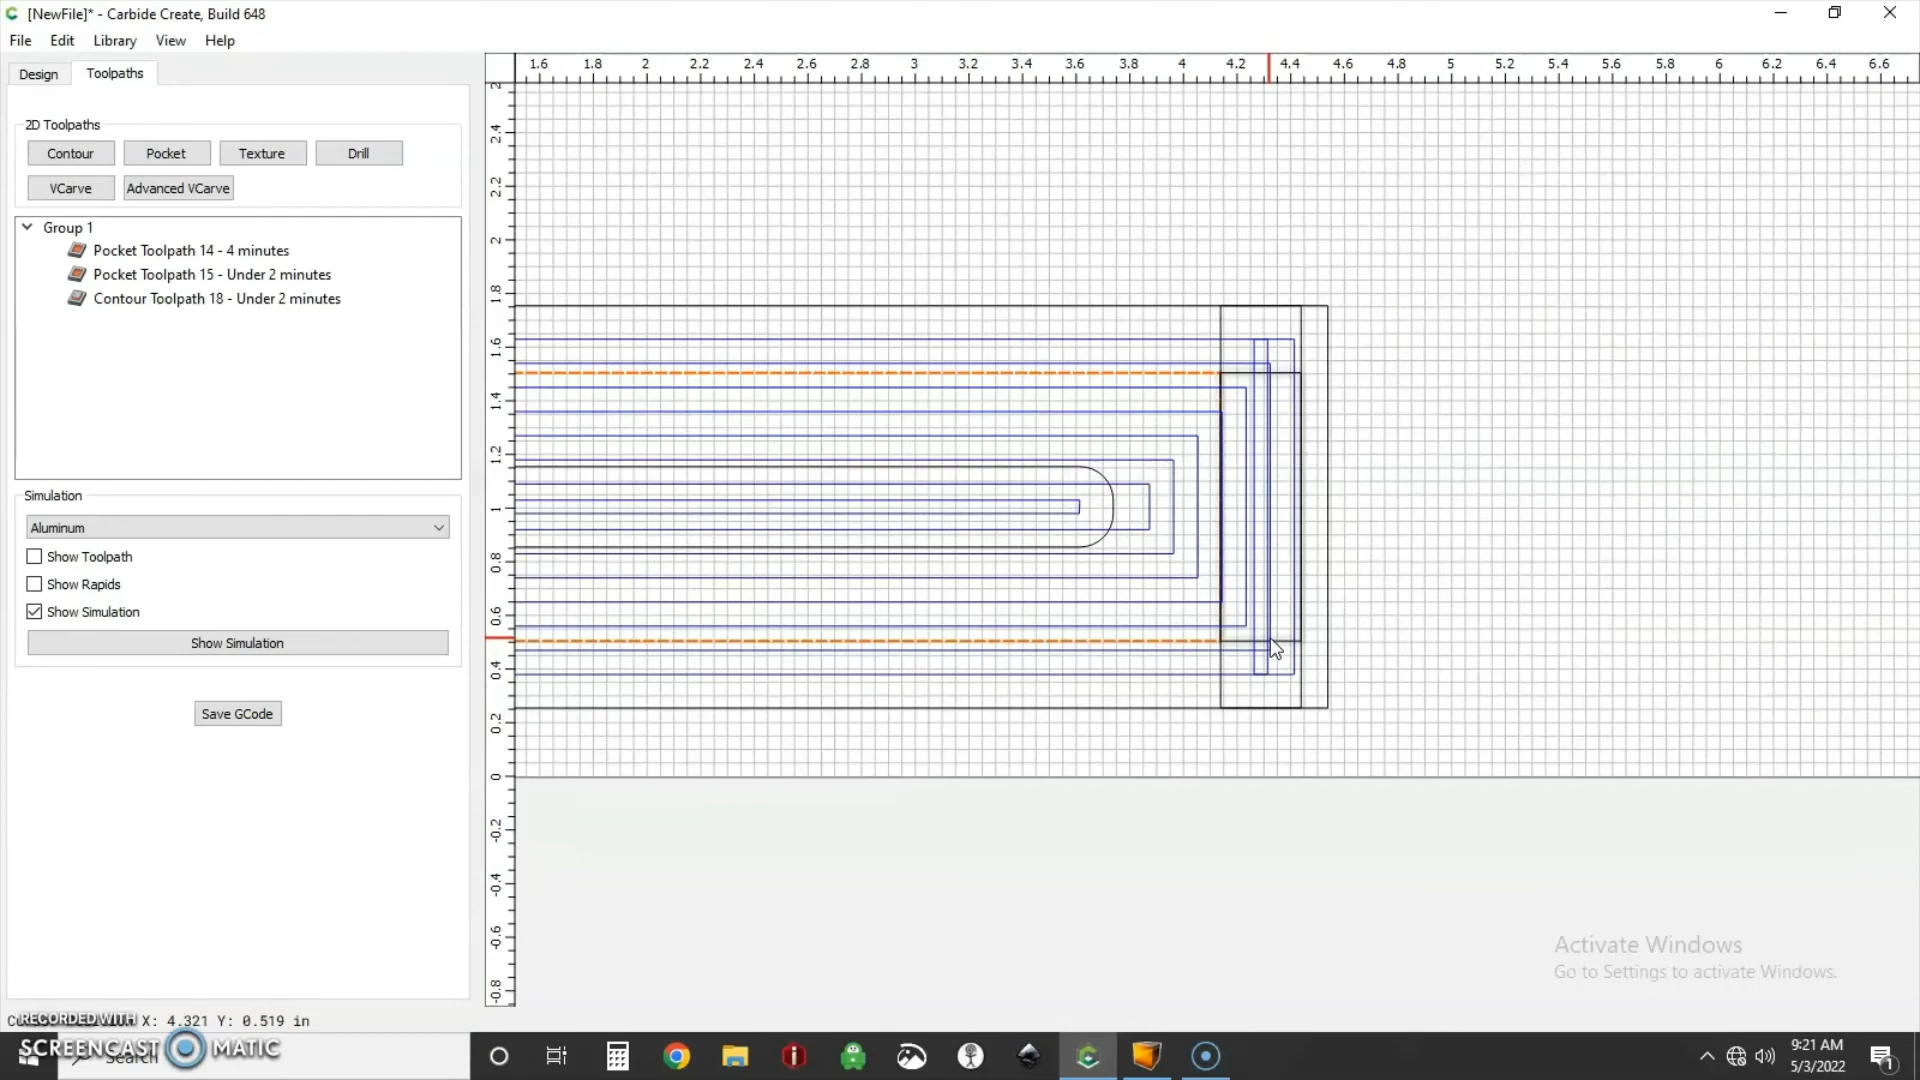 [NewFile]* - Carbide Create, Build 648
File Edit Library View Help
Design Toolpaths
1.6 1.8 2 2.2 2.4 2.6 2.8 3 3.2 3.4 3.6 3.8 4 4.2 4.4 4.6 4.8 5 5.2 5.4 5.6 5.8 6 6.2 6.4 6.6
2D Toolpaths
Contour Pocket Texture Drill
VCarve Advanced VCarve
Group 1
Pocket Toolpath 14 - 4 minutes
Pocket Toolpath 15 - Under 2 minutes
Contour Toolpath 18 - Under 2 minutes
Simulation
Aluminum
Show Toolpath
Show Rapids
Show Simulation
Show Simulation
Save GCode
2.4
2.2
2
1.8
1.6
1.4
1.2
1
0.8
0.6
0.4
0.2
0
-0.2
-0.4
-0.6
-0.8
Activate Windows
Go to Settings to activate Windows.
X: 4.321 Y: 0.519 in
RECORDED WITH
SCREENCAST MATIC
Search
9:21 AM
5/3/2022
1